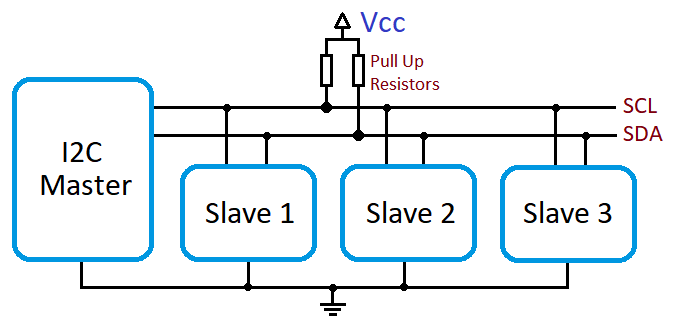 Vcc
Pull Up
Resistors
SCL
SDA
I2C
Master
Slave 1
Slave 2
Slave 3